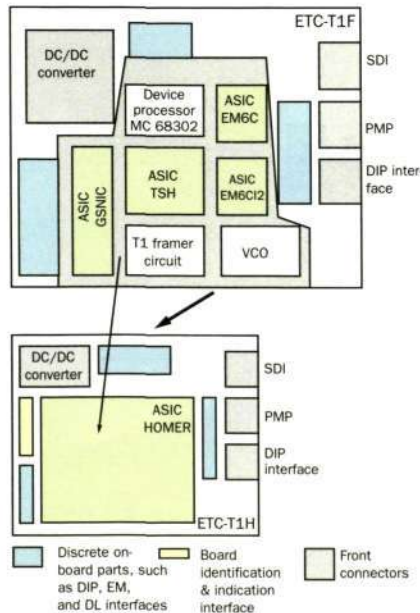 ETC-T1F
DC/DC
converter
Device
processor
MC 68302
ASIC
EM6C
SDI
PMP
DIP inter-
face
ASIC
GSNIC
ASIC
TSH
ASIC
EM6CI2
T1 framer
circuit
VCO
DC/DC
converter
SDI
ASIC
HOMER
PMP
DIP
interface
ETC-T1H
Discrete on-
board parts, such
as DIP, EM,
and DL interfaces
Board
identification
& indication
interface
Front
connectors